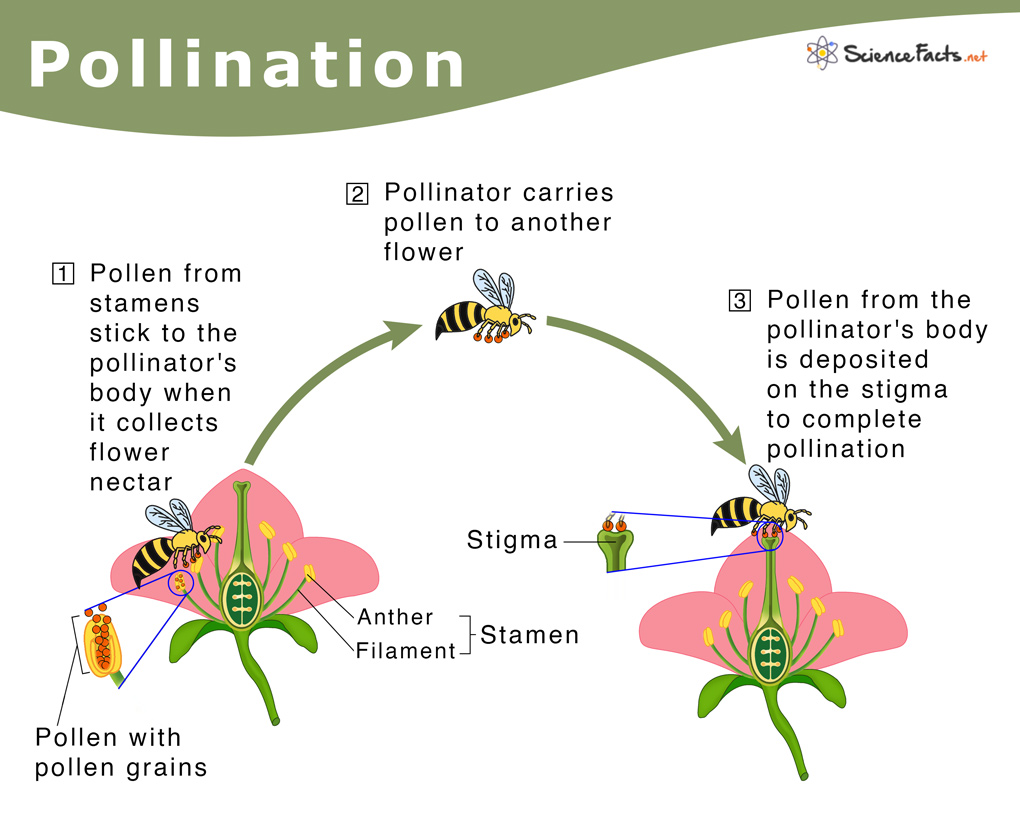 Pollination
ScienceFacts.net
1 Pollen from
stamens
stick to the
pollinator's
body when
it collects
flower
nectar
2 Pollinator carries
pollen to another
flower
3 Pollen from the
pollinator's body
is deposited
on the stigma
to complete
pollination
Stigma
Anther
Filament
Stamen
Pollen with
pollen grains